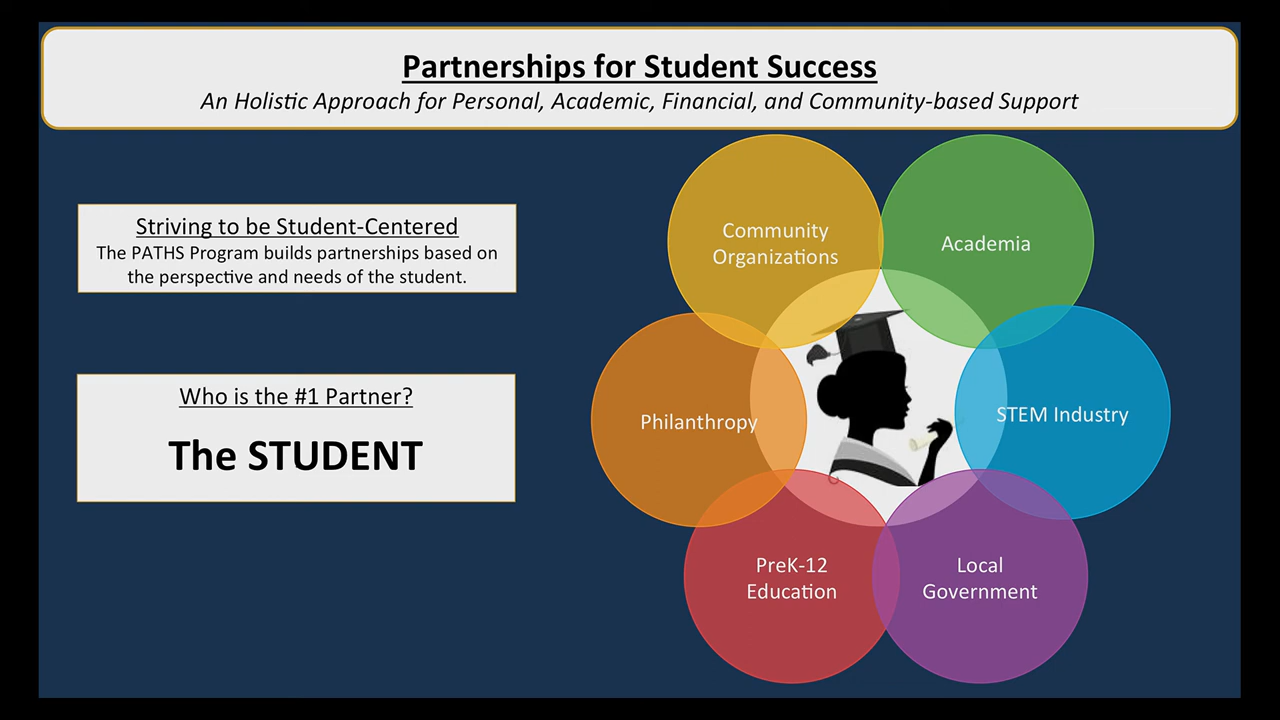 Partnerships for Student Success
An Holistic Approach for Personal, Academic, Financial, and Community-based Support
Striving to be Student-Centered
The PATHS Program builds partnerships based on
the perspective and needs of the student.
Who is the #1 Partner?
The STUDENT
Community
Organizations
Academia
Philanthropy
STEM Industry
PreK-12
Education
Local
Government